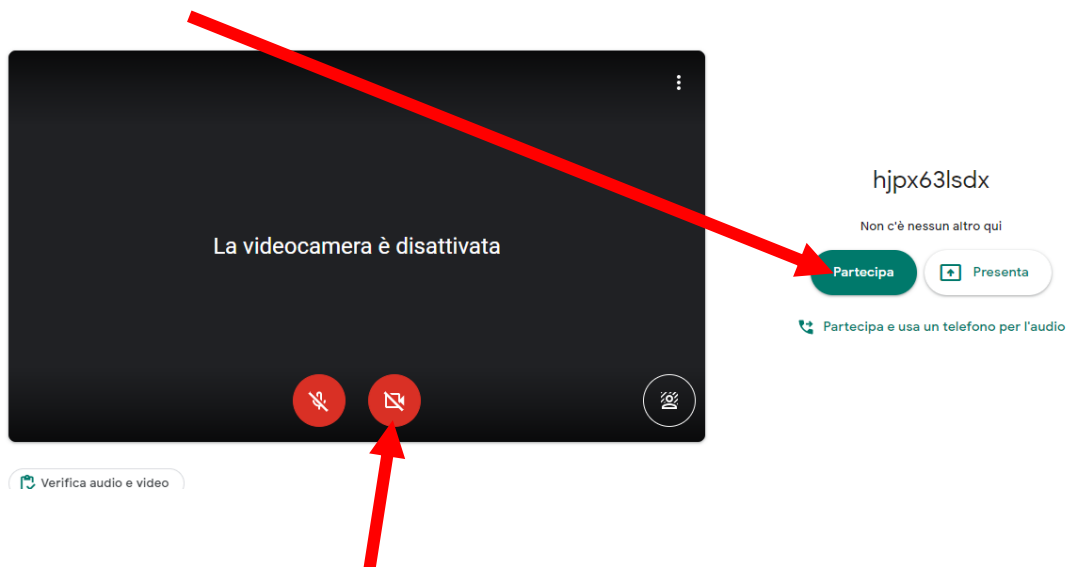 La videocamera è disattivata
hjpx63lsdx
Non c'è nessun altro qui
Partecipa
Presenta
Partecipa e usa un telefono per l'audio
Verifica audio e video